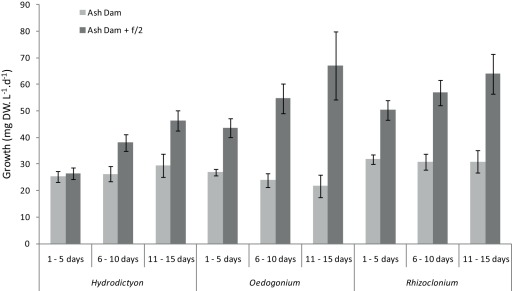 Ash Dam
Ash Dam + f/2
Growth (mg DW. L⁻¹.d⁻¹)
90
80
70
60
50
40
30
20
10
0
1 - 5 days 6 - 10 days 11 - 15 days 1 - 5 days 6 - 10 days 11 - 15 days 1 - 5 days 6 - 10 days 11 - 15 days
Hydrodictyon Oedogonium Rhizoclonium